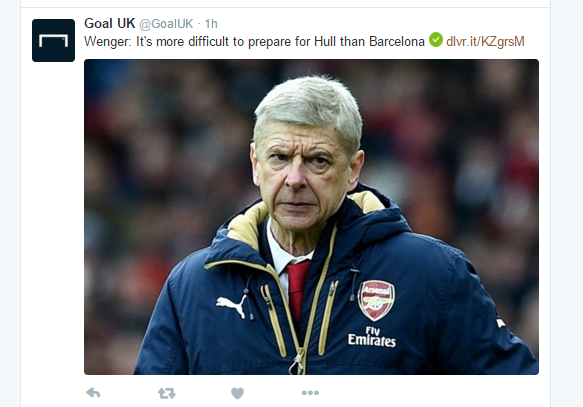 Goal UK @GoalUK · 1h
Wenger: It's more difficult to prepare for Hull than Barcelona dlvr.it/KZgrsM
Arsenal
Fly
Emirates